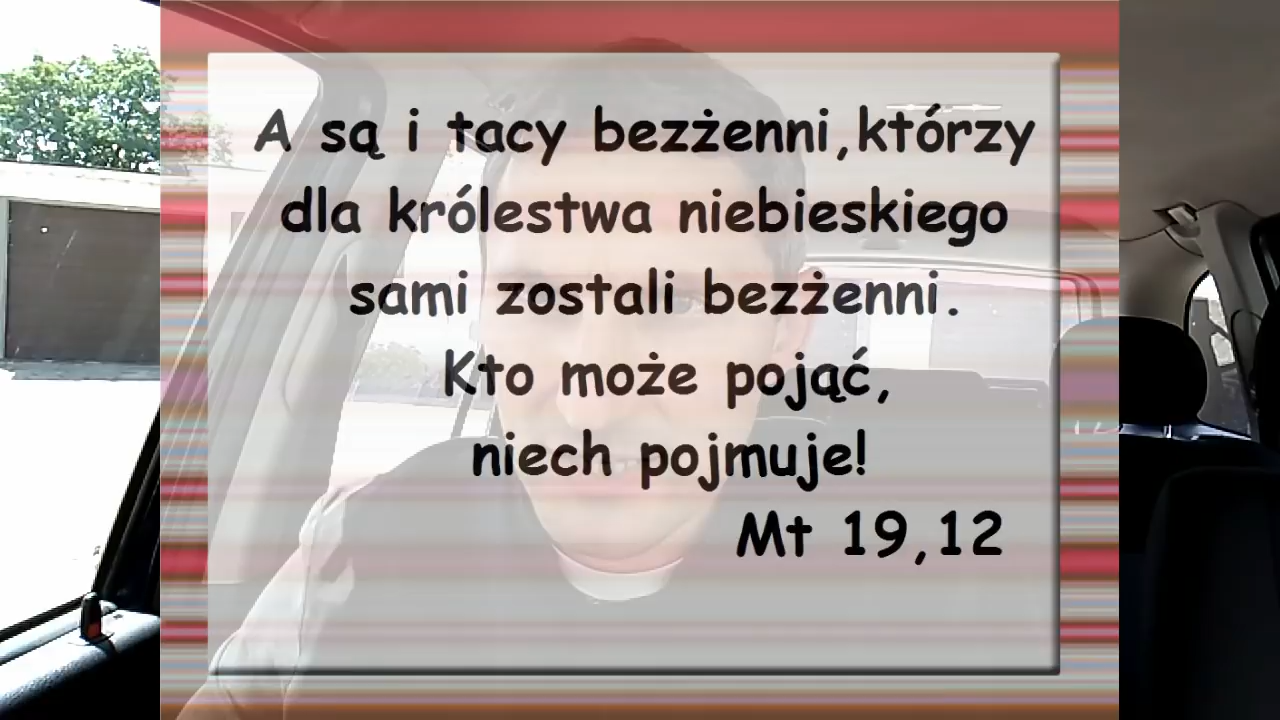 A są i tacy bezżenni,którzy
dla królestwa niebieskiego
sami zostali bezżenni.
Kto może pojąć,
niech pojmuje!
Mt 19,12